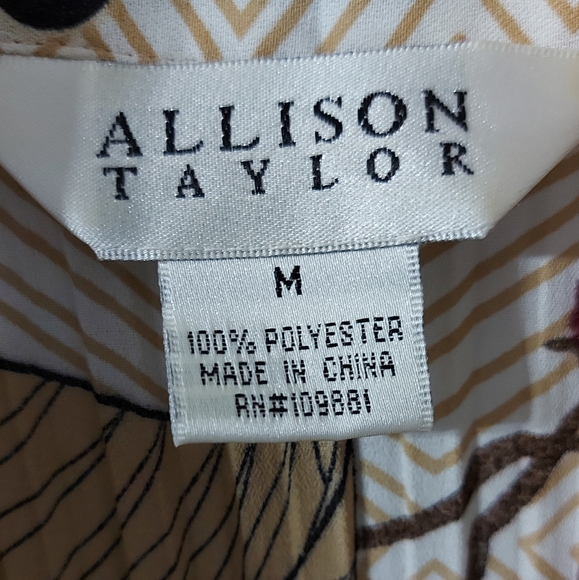 ALLISON
TAYLOR
M
100% POLYESTER
MADE IN CHINA
RN#109881